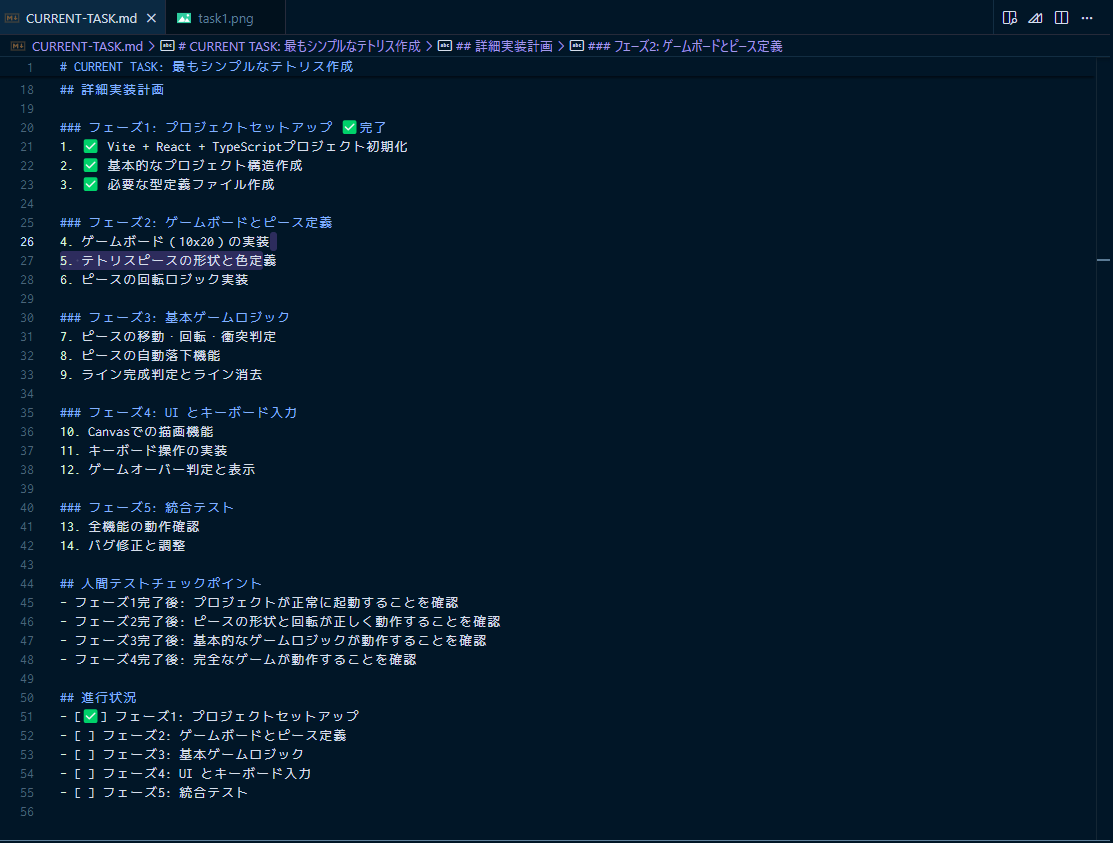 CURRENT-TASK.md
task1.png
CURRENT-TASK.md > # CURRENT TASK: 最もシンプルなテトリス作成 > ## 詳細実装計画 > ### フェーズ2: ゲームボードとピース定義
1 # CURRENT TASK: 最もシンプルなテトリス作成
18 ## 詳細実装計画
19
20 ### フェーズ1: プロジェクトセットアップ ✅完了
21 1. ✅ Vite + React + TypeScriptプロジェクト初期化
22 2. ✅ 基本的なプロジェクト構造作成
23 3. ✅ 必要な型定義ファイル作成
24
25 ### フェーズ2: ゲームボードとピース定義
26 4. ゲームボード(10x20)の実装
27 5. テトリスピースの形状と色定義
28 6. ピースの回転ロジック実装
29
30 ### フェーズ3: 基本ゲームロジック
31 7. ピースの移動・回転・衝突判定
32 8. ピースの自動落下機能
33 9. ライン完成判定とライン消去
34
35 ### フェーズ4: UI とキーボード入力
36 10. Canvasでの描画機能
37 11. キーボード操作の実装
38 12. ゲームオーバー判定と表示
39
40 ### フェーズ5: 統合テスト
41 13. 全機能の動作確認
42 14. バグ修正と調整
43
44 ## 人間テストチェックポイント
45 - フェーズ1完了後: プロジェクトが正常に起動することを確認
46 - フェーズ2完了後: ピースの形状と回転が正しく動作することを確認
47 - フェーズ3完了後: 基本的なゲームロジックが動作することを確認
48 - フェーズ4完了後: 完全なゲームが動作することを確認
49
50 ## 進行状況
51 - [✅] フェーズ1: プロジェクトセットアップ
52 - [ ] フェーズ2: ゲームボードとピース定義
53 - [ ] フェーズ3: 基本ゲームロジック
54 - [ ] フェーズ4: UI とキーボード入力
55 - [ ] フェーズ5: 統合テスト
56